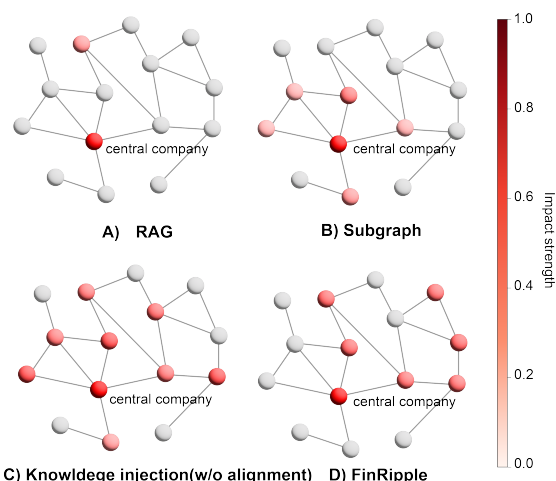 central company
A) RAG
central company
B) Subgraph
central company
C) Knowldege injection(w/o alignment)
central company
D) FinRipple
1.0
0.8
0.6
0.4
0.2
0.0
Impact strength